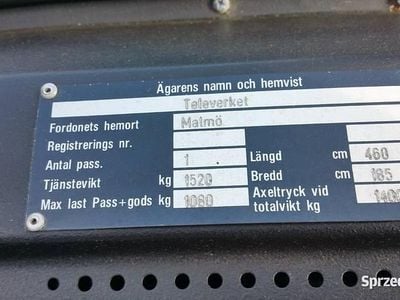 Ägarens namn och hemvist
Televerket
Fordonets hemort Malmö
Registrerings nr.
Antal pass. 1 Längd cm 460
Tjänstevikt kg 1520 Bredd cm 185
Max last Pass+gods kg 1080 Axeltryck vid totalvikt kg 1400